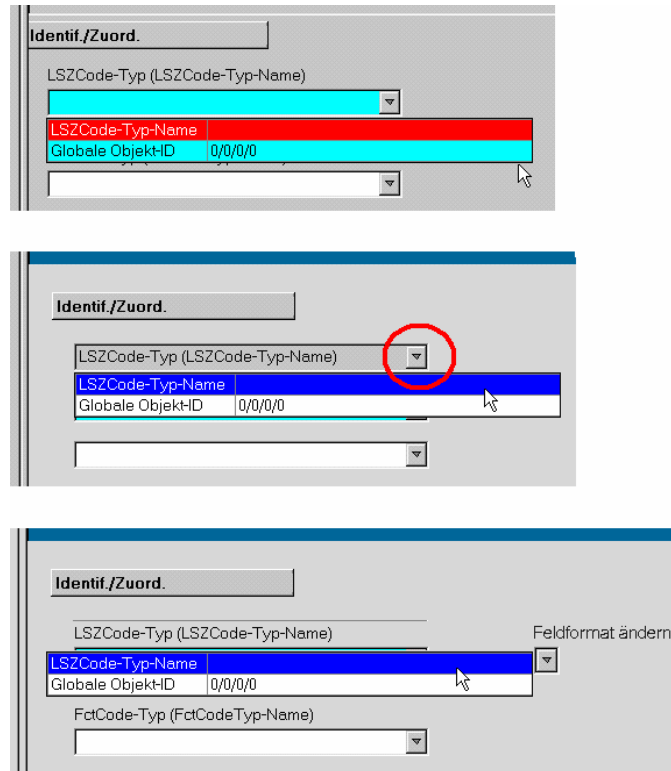 Identif./Zuord.
LSZCode-Typ (LSZCode-Typ-Name)
LSZCode-Typ-Name
Globale Objekt-ID 0/0/0/0
Identif./Zuord.
LSZCode-Typ (LSZCode-Typ-Name)
LSZCode-Typ-Name
Globale Objekt-ID 0/0/0/0
Identif./Zuord.
LSZCode-Typ (LSZCode-Typ-Name) Feldformat ändern
LSZCode-Typ-Name
Globale Objekt-ID 0/0/0/0
FctCode-Typ (FctCodeTyp-Name)